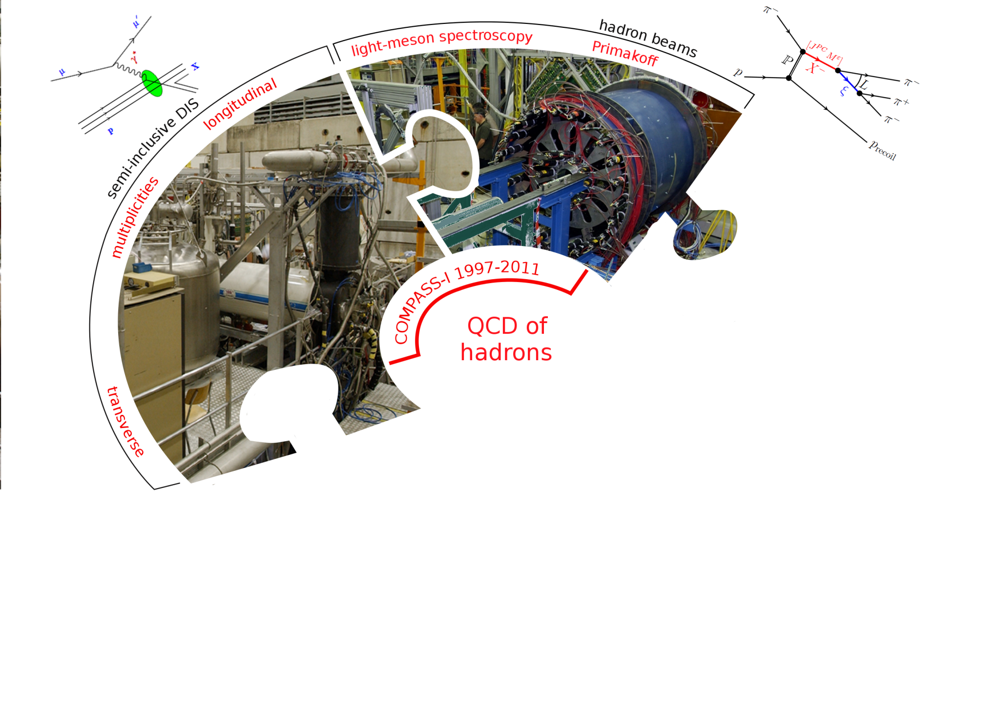 μ
μ′
γ*
X
p
semi-inclusive DIS
longitudinal
multiplicities
transverse
hadron beams
light-meson spectroscopy
Primakoff
π⁻
[J^{PC} M^ε]
ℙ
X⁻
p
ξ
L
π⁻
π⁺
π⁻
p_recoil
COMPASS-I 1997-2011
QCD of
hadrons